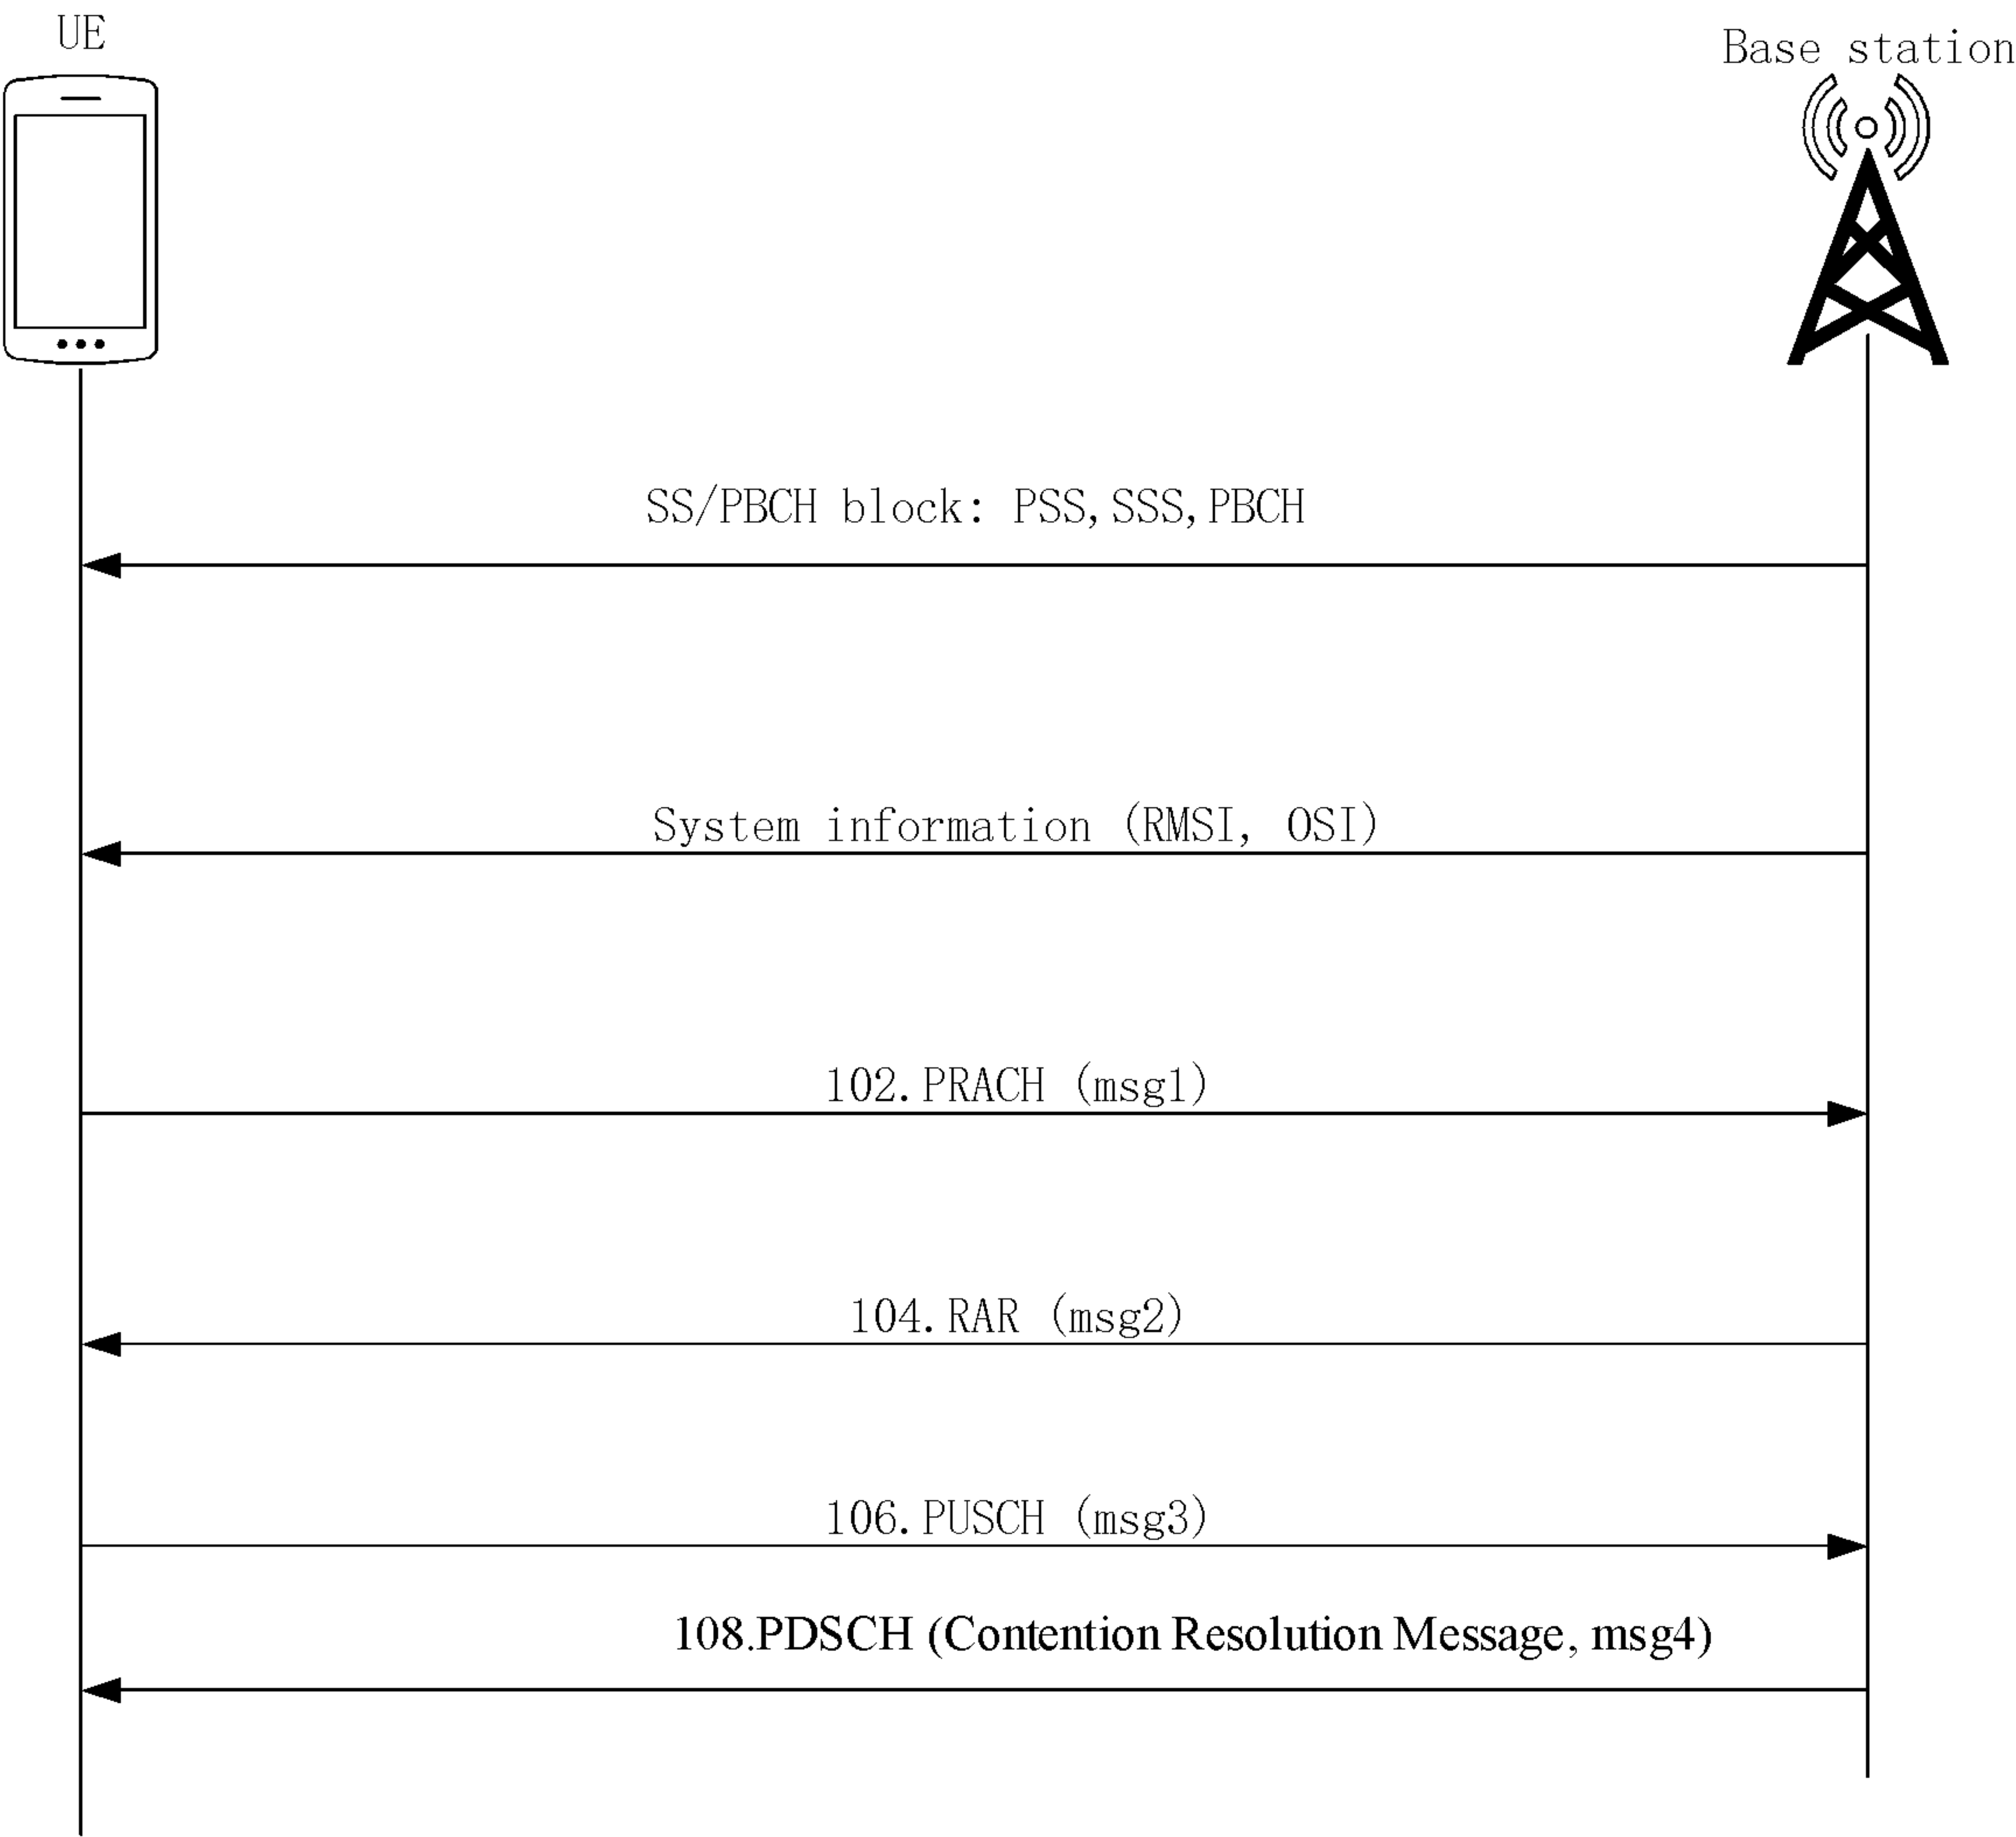 UE
Base station
SS/PBCH block: PSS,SSS,PBCH
System information (RMSI, OSI)
102.PRACH (msg1)
104.RAR (msg2)
106.PUSCH (msg3)
108.PDSCH (Contention Resolution Message, msg4)